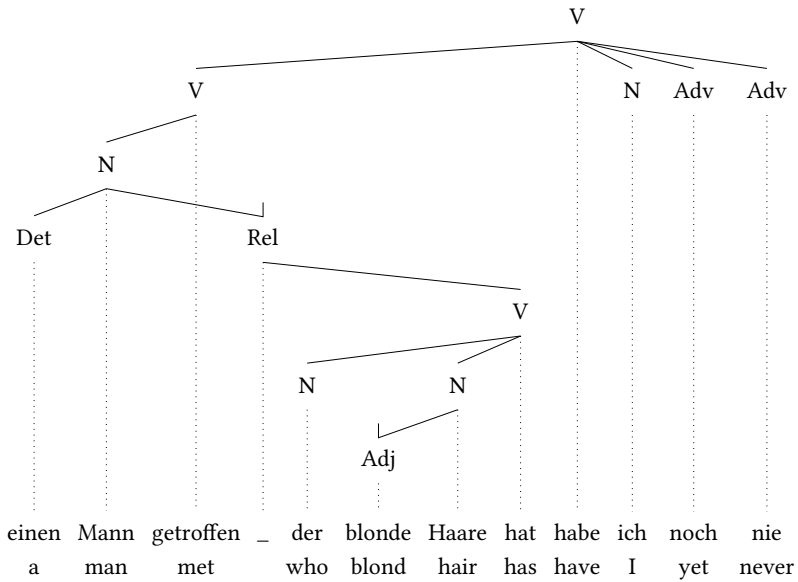 V
V N Adv Adv
N
Det Rel
V
N N
Adj
einen Mann getroffen _ der blonde Haare hat habe ich noch nie
a man met who blond hair has have I yet never